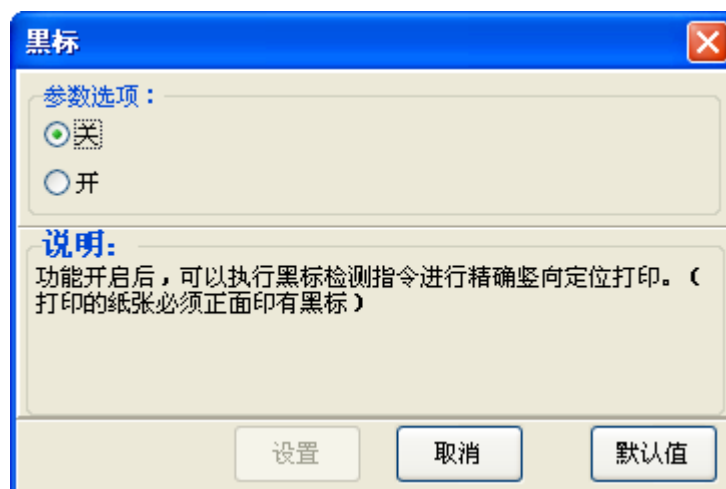 黑标
参数选项：
关
开
说明:
功能开启后，可以执行黑标检测指令进行精确竖向定位打印。（
打印的纸张必须正面印有黑标）
设置 取消 默认值